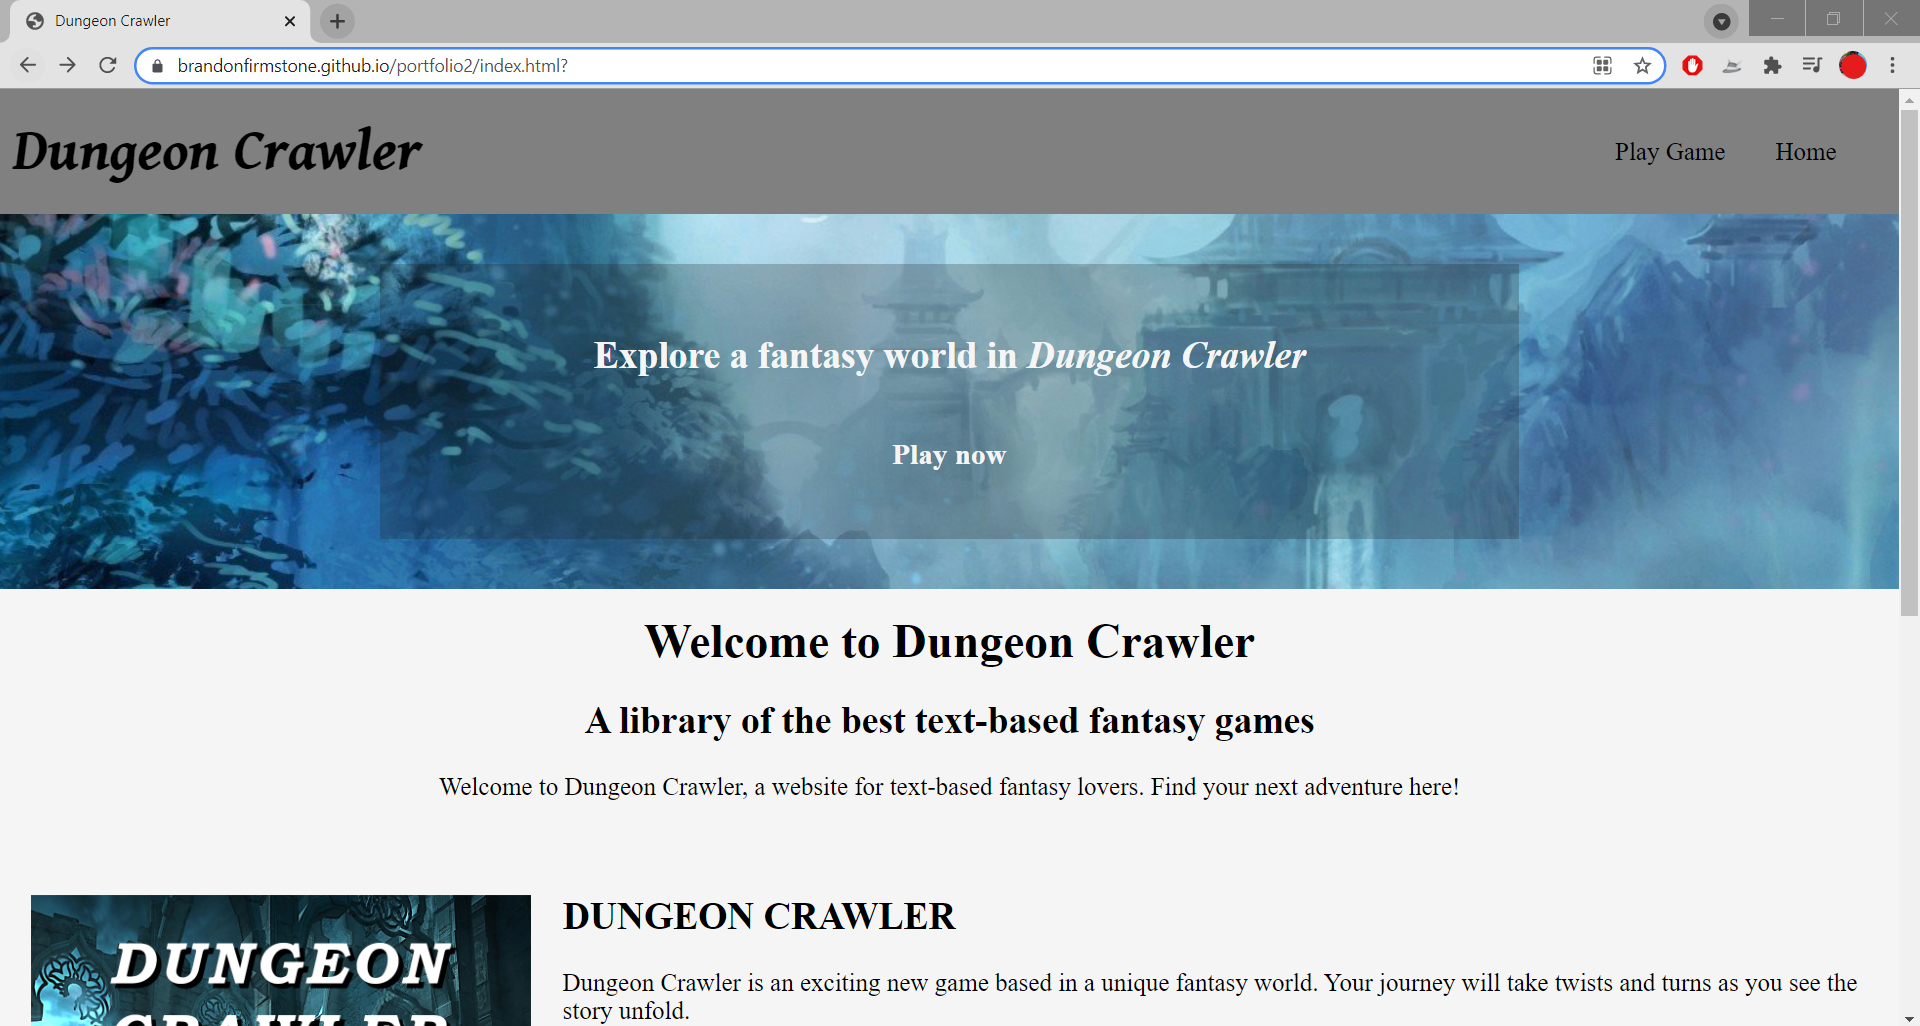 Dungeon Crawler
brandonfirmstone.github.io/portfolio2/index.html?
Dungeon Crawler
Play Game
Home
Explore a fantasy world in Dungeon Crawler
Play now
Welcome to Dungeon Crawler
A library of the best text-based fantasy games
Welcome to Dungeon Crawler, a website for text-based fantasy lovers. Find your next adventure here!
DUNGEON
CRAWLER
DUNGEON CRAWLER
Dungeon Crawler is an exciting new game based in a unique fantasy world. Your journey will take twists and turns as you see the
story unfold.